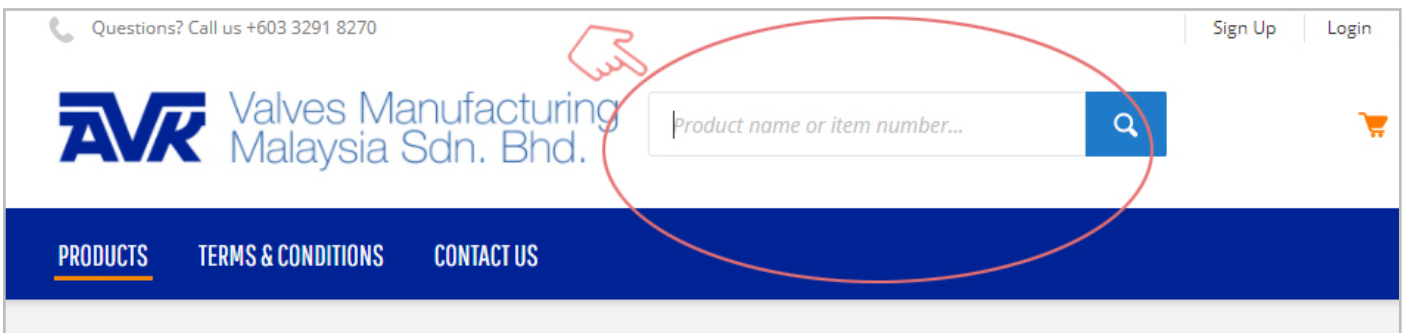 Questions? Call us +603 3291 8270
Sign Up
Login
AVK
Valves Manufacturing
Malaysia Sdn. Bhd.
Product name or item number...
PRODUCTS
TERMS & CONDITIONS
CONTACT US